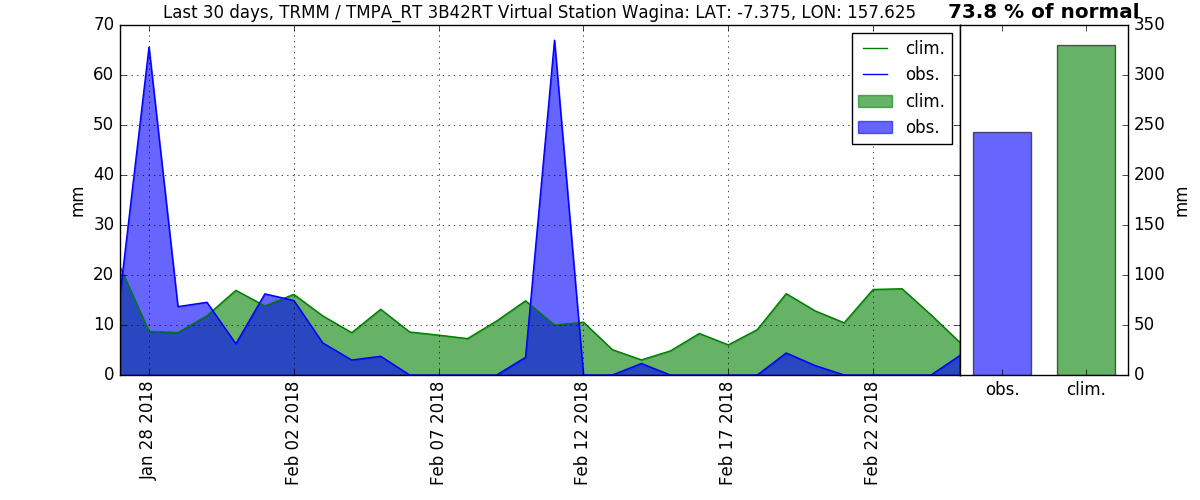 Last 30 days, TRMM / TMPA_RT 3B42RT Virtual Station Wagina: LAT: -7.375, LON: 157.625
73.8 % of normal
70
60
50
40
30
20
10
0
mm
clim.
obs.
clim.
obs.
Jan 28 2018
Feb 02 2018
Feb 07 2018
Feb 12 2018
Feb 17 2018
Feb 22 2018
350
300
250
200
150
100
50
0
mm
obs.
clim.